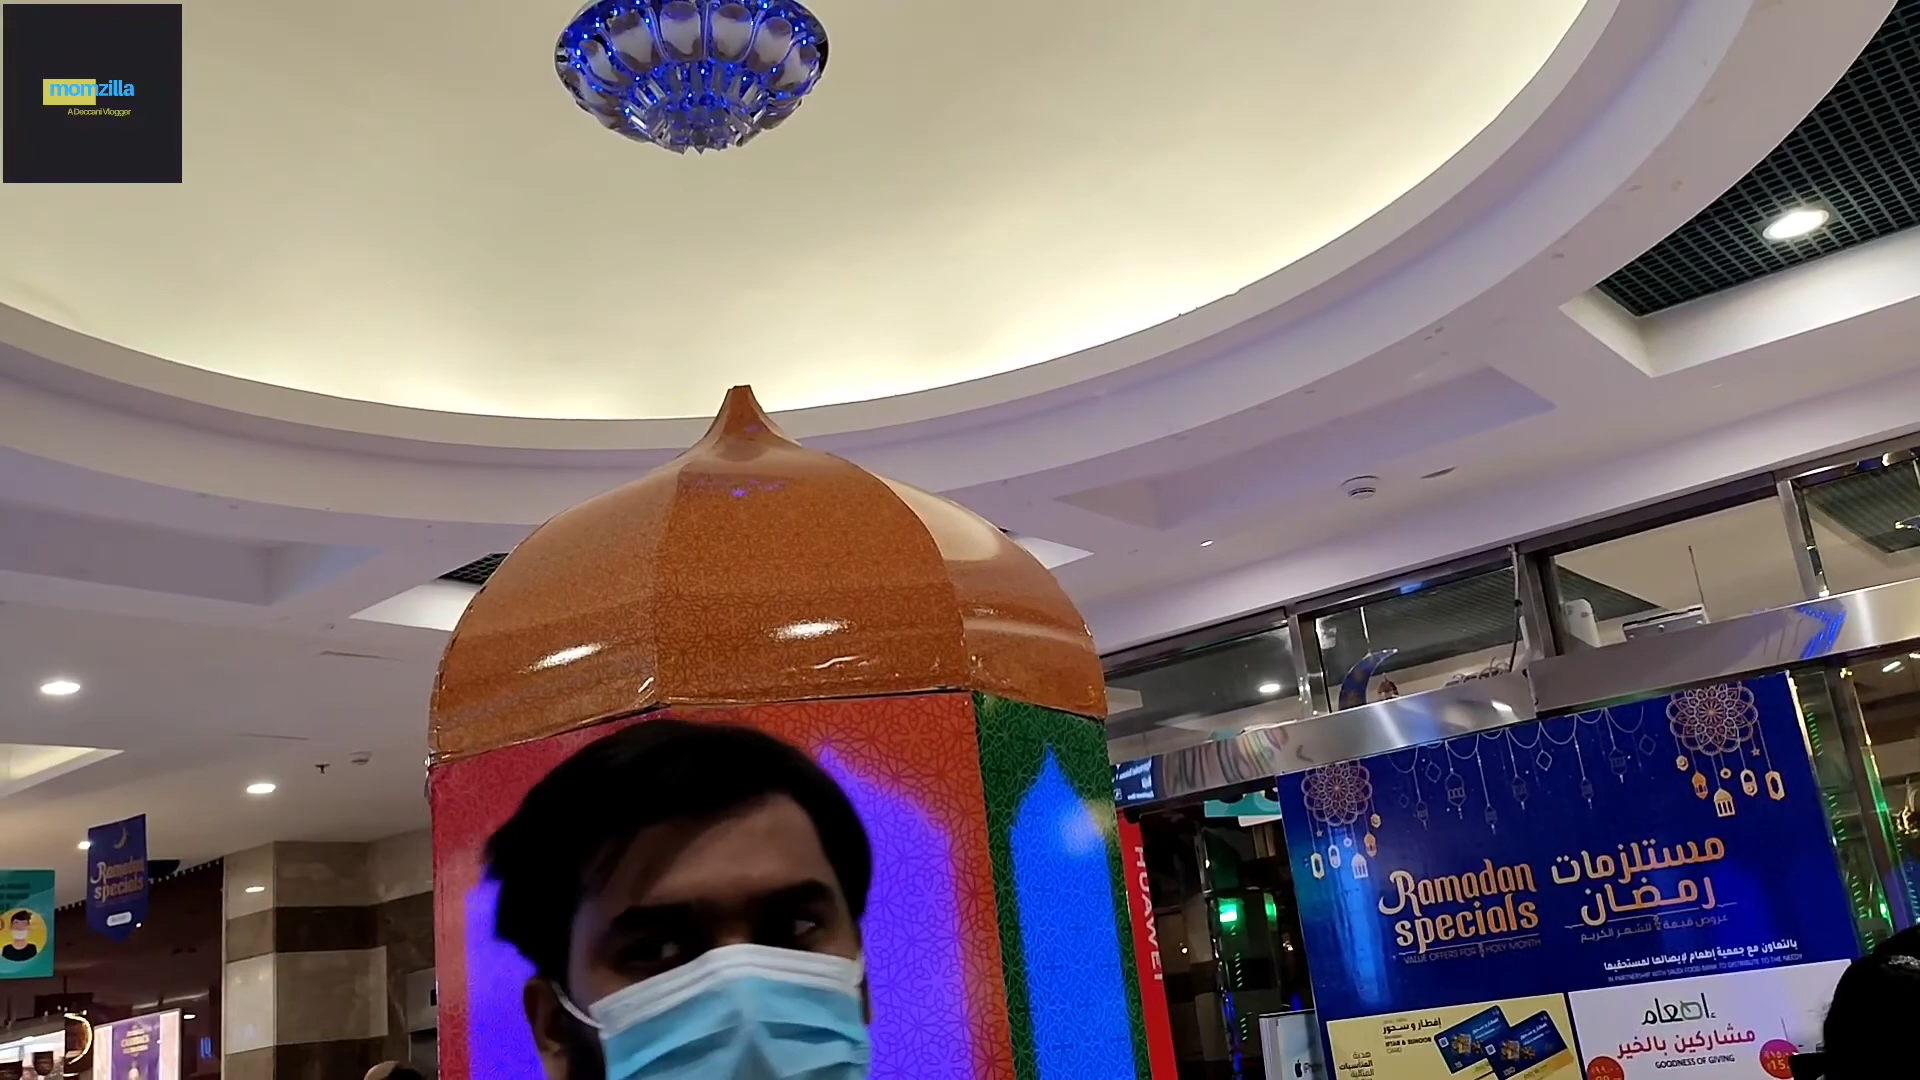 momzilla
A Deccani Vlogger
Ramadan
specials
HUAWEI
Ramadan
specials
VALUE OFFERS FOR HOLY MONTH
مستلزمات
رمضان
عروض قيمة للشهر الكريم
بالتعاون مع جمعية إطعام لإيصالها لمستحقيها
IN PARTNERSHIP WITH SAUDI FOOD BANK TO DISTRIBUTE TO THE NEEDY
إفطار و سحور
IFTAR & SUHOOR
إطعام
مشاركين بالخير
GOODNESS OF GIVING